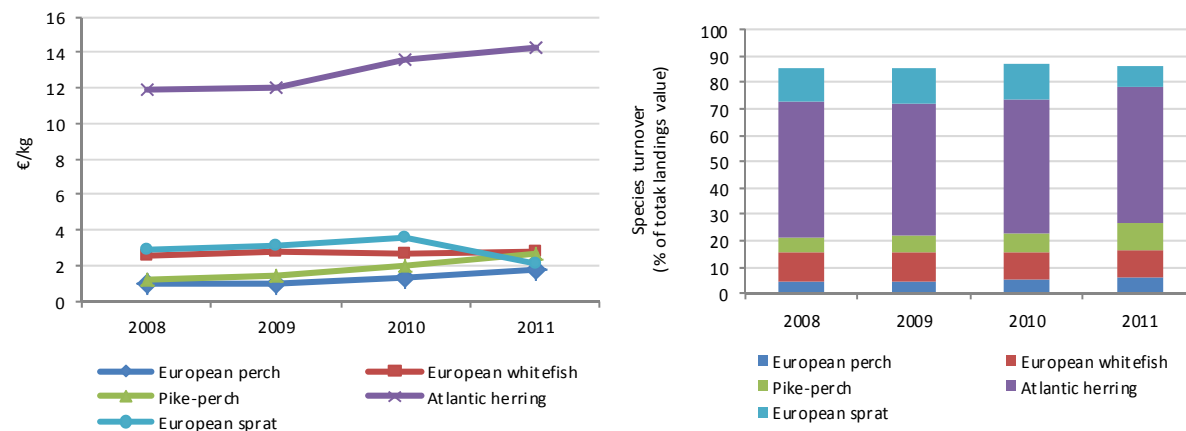 16
14
12
10
8
6
4
2
0
€/kg
2008 2009 2010 2011
European perch European whitefish
Pike-perch Atlantic herring
European sprat
100
90
80
70
60
50
40
30
20
10
0
Species turnover
(% of totak landings value)
2008 2009 2010 2011
European perch European whitefish
Pike-perch Atlantic herring
European sprat